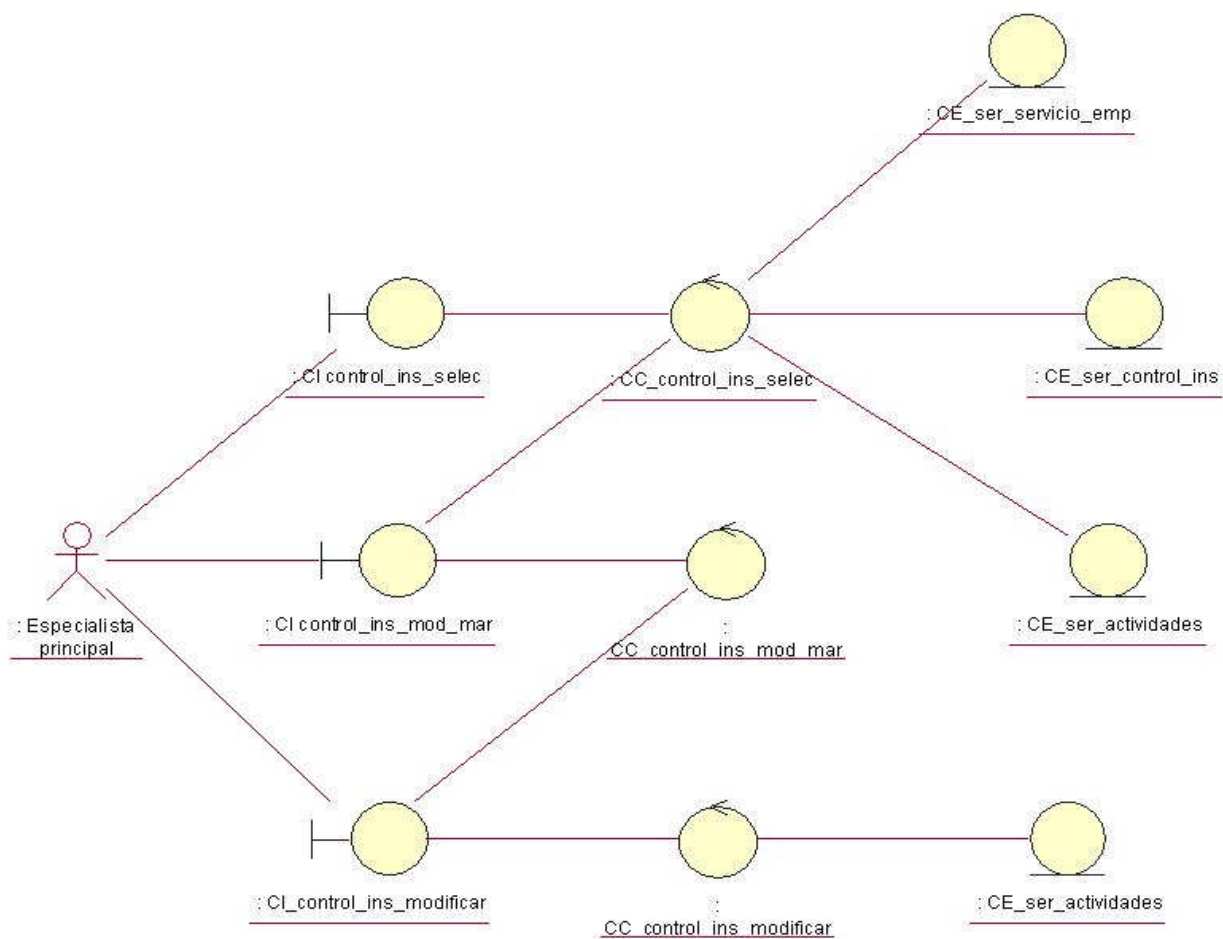 : CE_ser_servicio_emp
: CI control_ins_selec
: CC_control_ins_selec
: CE_ser_control_ins
: Especialista
principal
: CI control_ins_mod_mar
:
CC_control_ins_mod_mar
: CE_ser_actividades
: CI_control_ins_modificar
:
CC_control_ins_modificar
: CE_ser_actividades